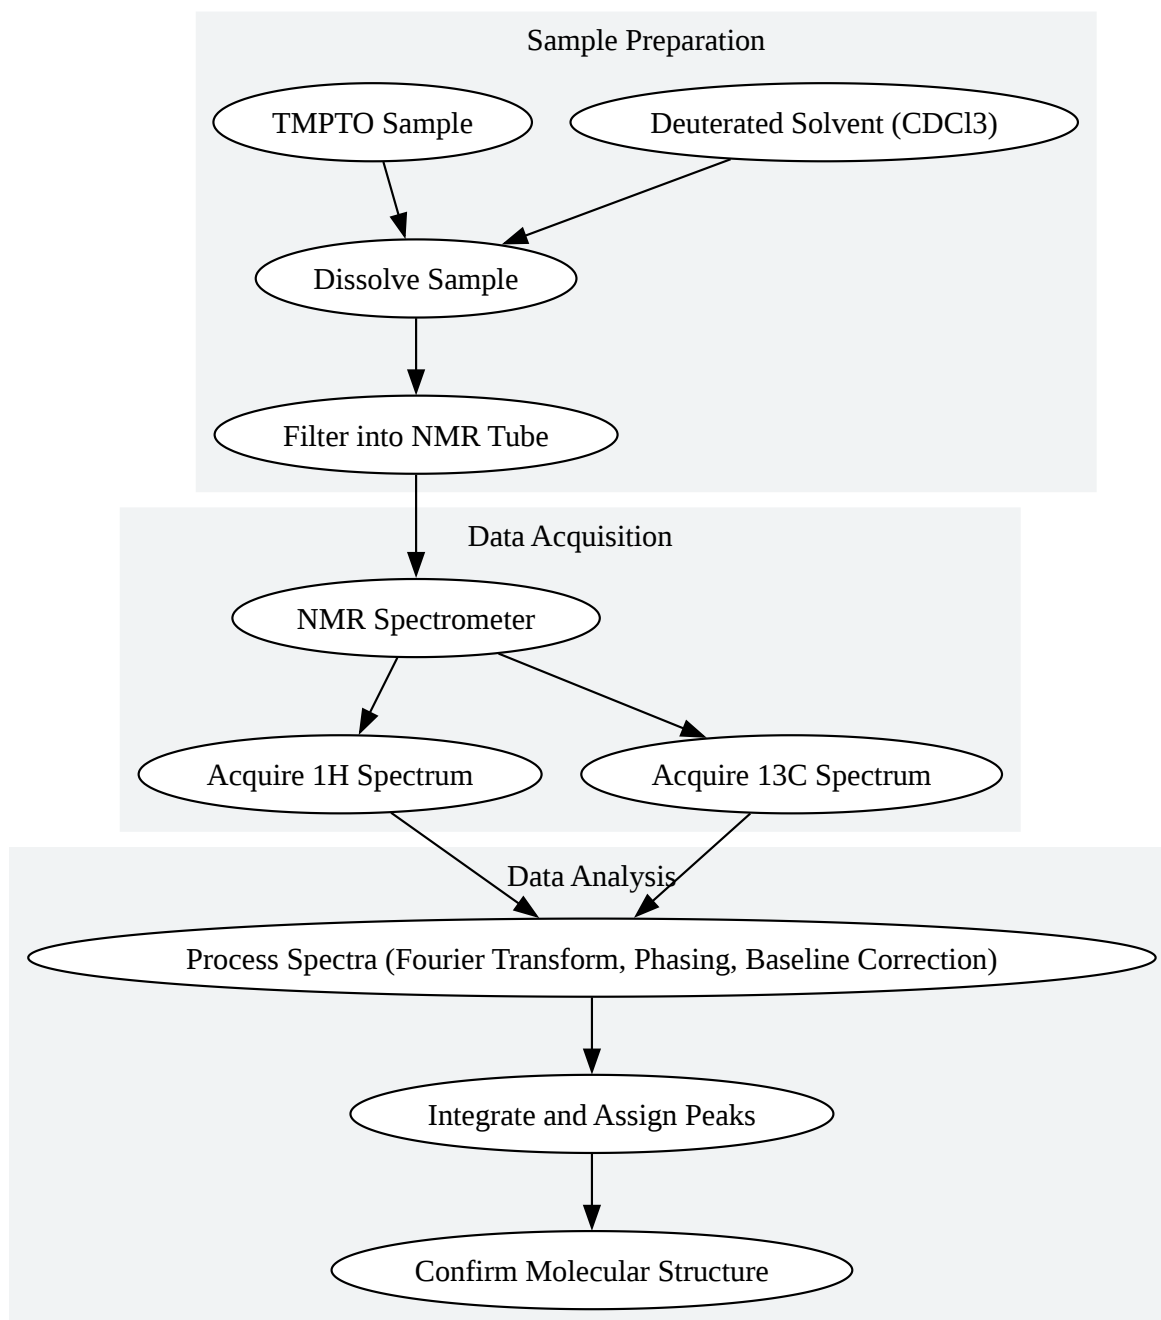 Sample Preparation
TMPTO Sample
Deuterated Solvent (CDCl3)
Dissolve Sample
Filter into NMR Tube
Data Acquisition
NMR Spectrometer
Acquire 1H Spectrum
Acquire 13C Spectrum
Data Analysis
Process Spectra (Fourier Transform, Phasing, Baseline Correction)
Integrate and Assign Peaks
Confirm Molecular Structure